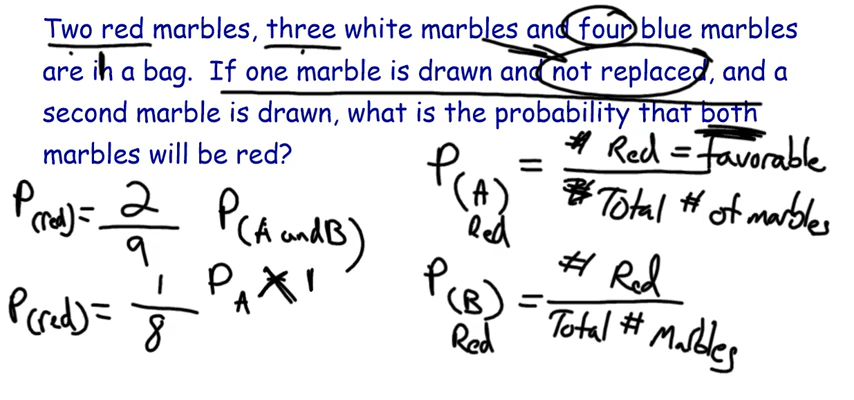 Two red marbles, three white marbles and four blue marbles
are in a bag. If one marble is drawn and not replaced, and a
second marble is drawn, what is the probability that both
marbles will be red?
P(A) = # Red = favorable
Red # Total # of marbles
P(red) = 2/9
P(A and B)
P(B) = # Red
Red Total # Marbles
P(red) = 1/8
PA ×